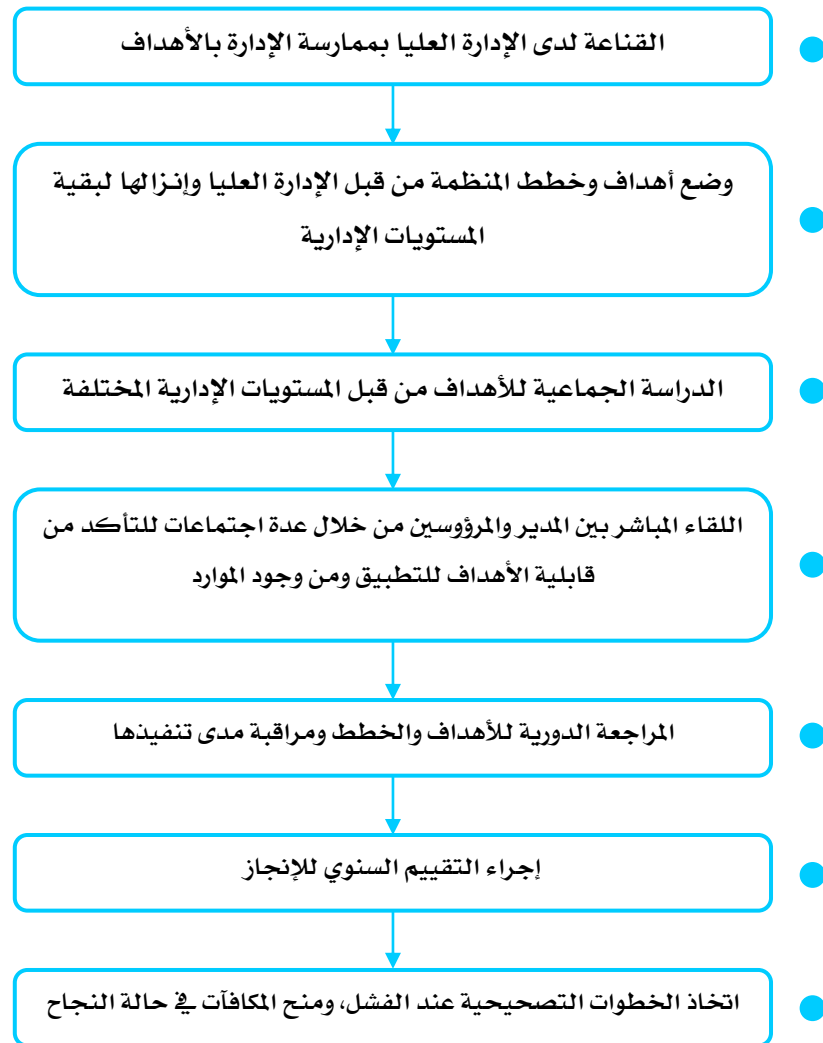 القناعة لدى الإدارة العليا بممارسة الإدارة بالأهداف
وضع أهداف وخطط المنظمة من قبل الإدارة العليا وإنزالها لبقية
المستويات الإدارية
الدراسة الجماعية للأهداف من قبل المستويات الإدارية المختلفة
اللقاء المباشر بين المدير والمرؤوسين من خلال عدة اجتماعات للتأكد من
قابلية الأهداف للتطبيق ومن وجود الموارد
المراجعة الدورية للأهداف والخطط ومراقبة مدى تنفيذها
إجراء التقييم السنوي للإنجاز
اتخاذ الخطوات التصحيحية عند الفشل، ومنح المكافآت في حالة النجاح